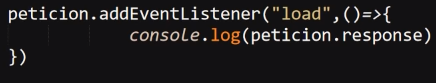 peticion.addEventListener("load",()=>{
console.log(peticion.response)
})